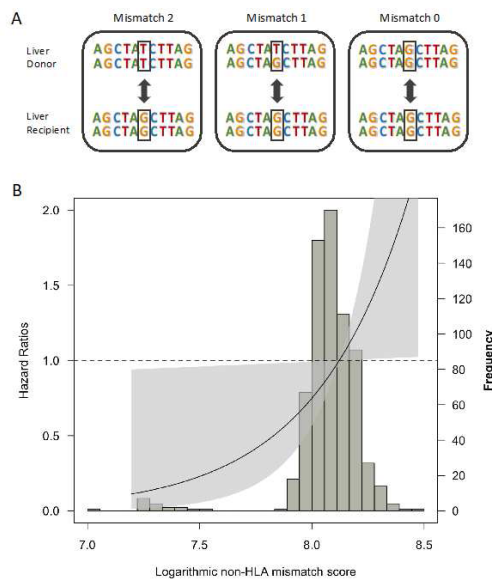 A
Mismatch 2
Mismatch 1
Mismatch 0
Liver
Donor
AGCTATCTTAG
AGCTATCTTAG
AGCTATCTTAG
AGCTAGCTTAG
AGCTAGCTTAG
AGCTAGCTTAG
Liver
Recipient
AGCTAGCTTAG
AGCTAGCTTAG
AGCTAGCTTAG
AGCTAGCTTAG
AGCTAGCTTAG
AGCTAGCTTAG
B
2.0
1.5
1.0
0.5
0.0
Hazard Ratios
160
140
120
100
80
60
40
20
0
Frequency
7.0
7.5
8.0
8.5
Logarithmic non-HLA mismatch score